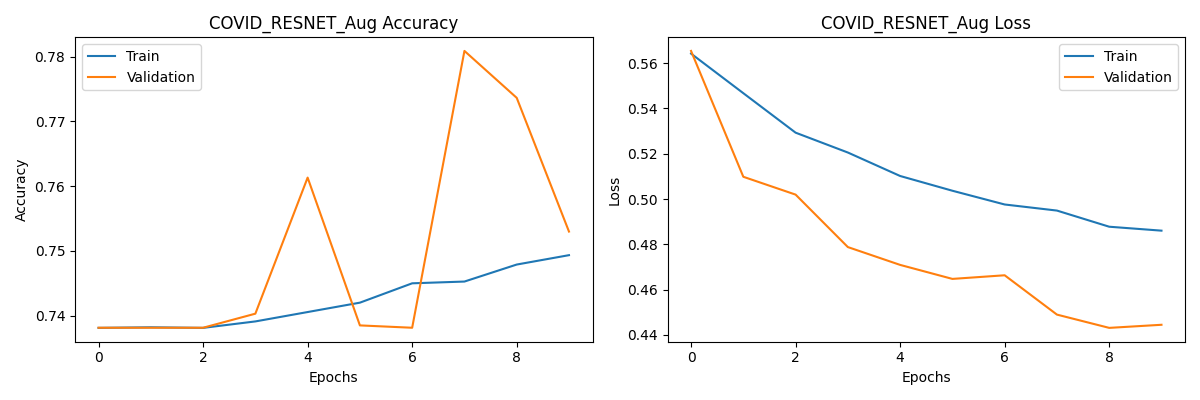 COVID_RESNET_Aug Accuracy
Train
Validation
0.78
0.77
0.76
0.75
0.74
Accuracy
0 2 4 6 8
Epochs
COVID_RESNET_Aug Loss
Train
Validation
0.56
0.54
0.52
0.50
0.48
0.46
0.44
Loss
0 2 4 6 8
Epochs